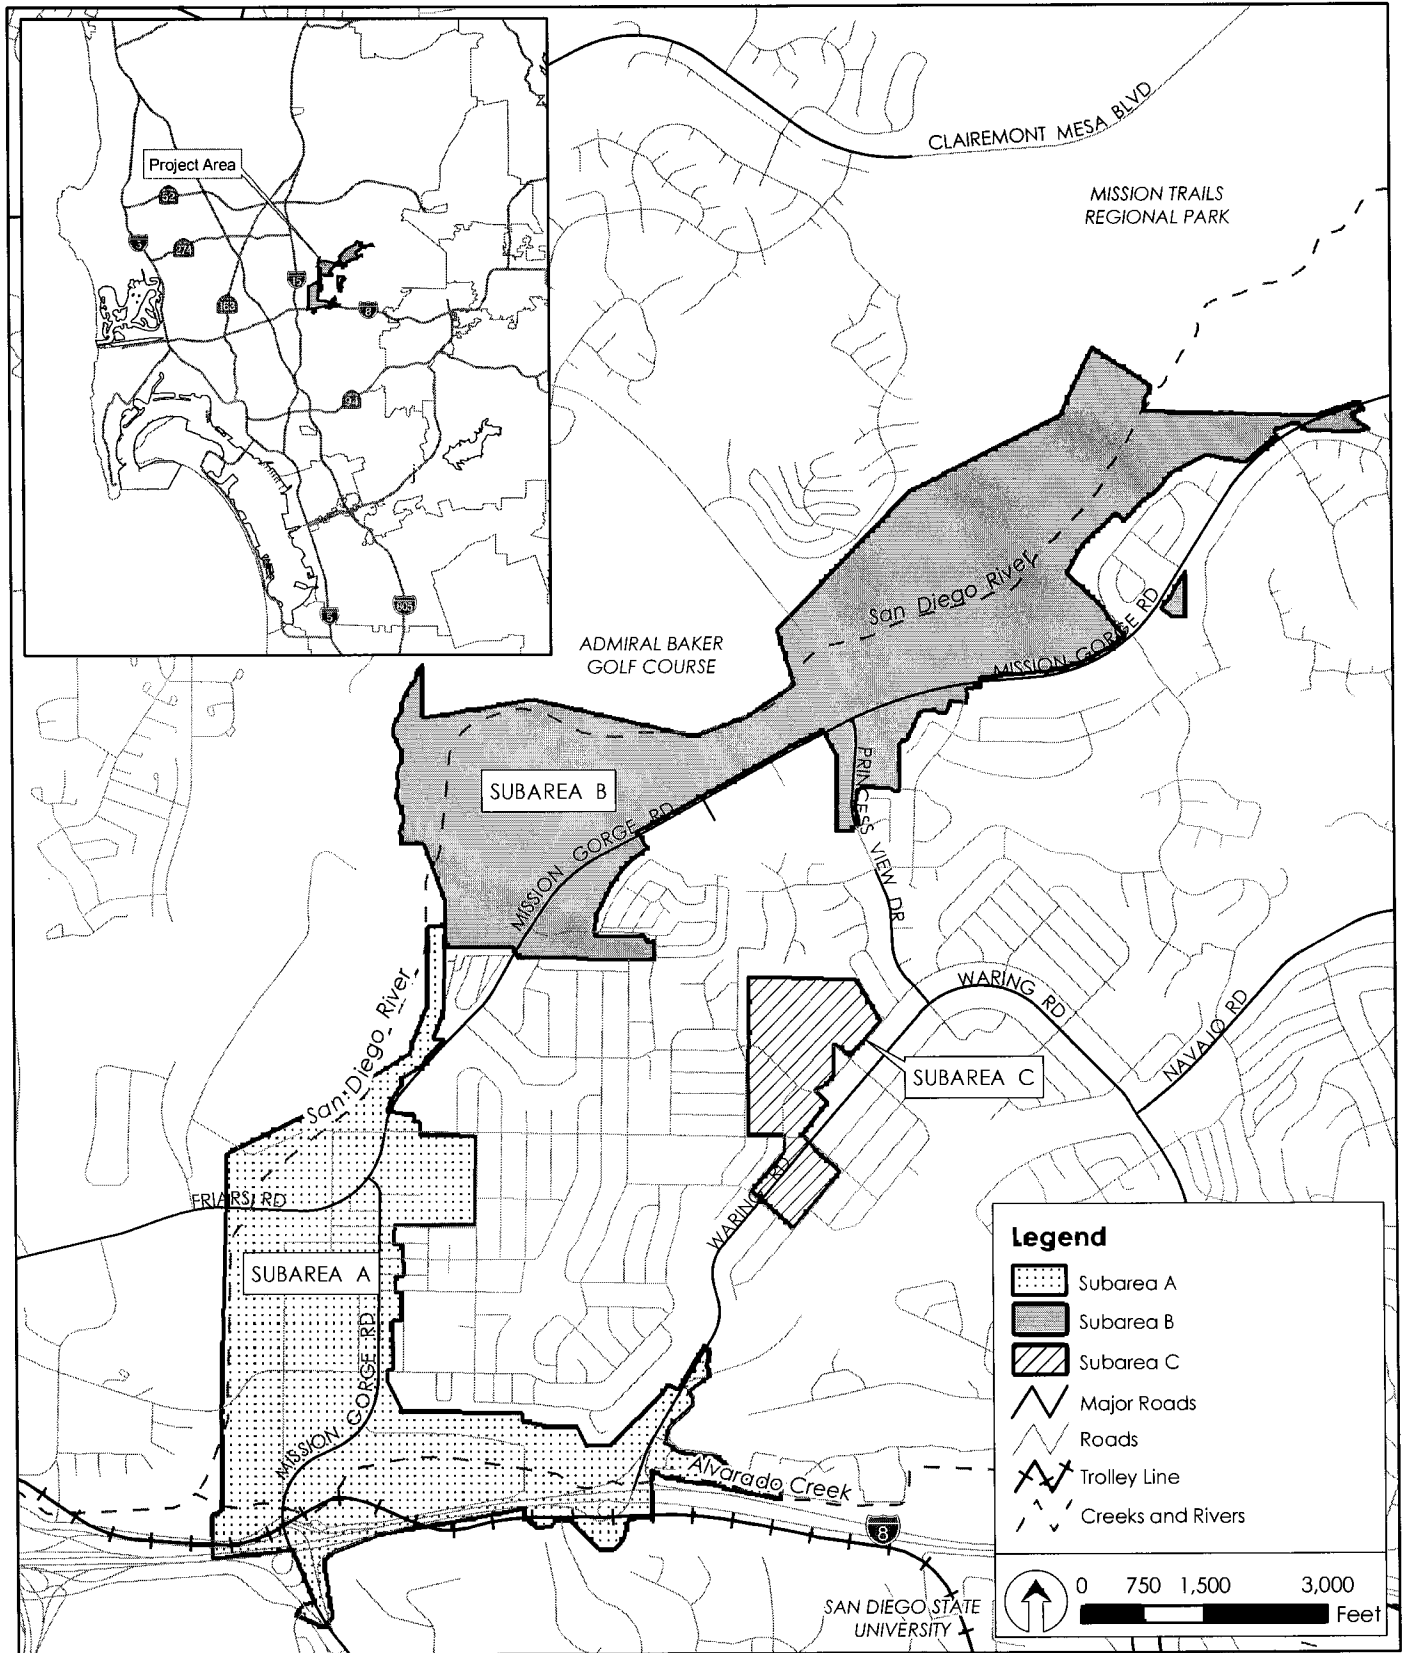 Project Area
52
5
274
15
163
8
94
5
805
CLAIREMONT MESA BLVD
MISSION TRAILS
REGIONAL PARK
San Diego River
MISSION GORGE RD
ADMIRAL BAKER
GOLF COURSE
SUBAREA B
MISSION GORGE RD
PRINCESS VIEW DR
WARING RD
NAVAJO RD
San Diego River
SUBAREA C
FRIARS RD
WARING RD
SUBAREA A
MISSION GORGE RD
Alvarado Creek
8
SAN DIEGO STATE
UNIVERSITY
Legend
Subarea A
Subarea B
Subarea C
Major Roads
Roads
Trolley Line
Creeks and Rivers
0 750 1,500 3,000
Feet